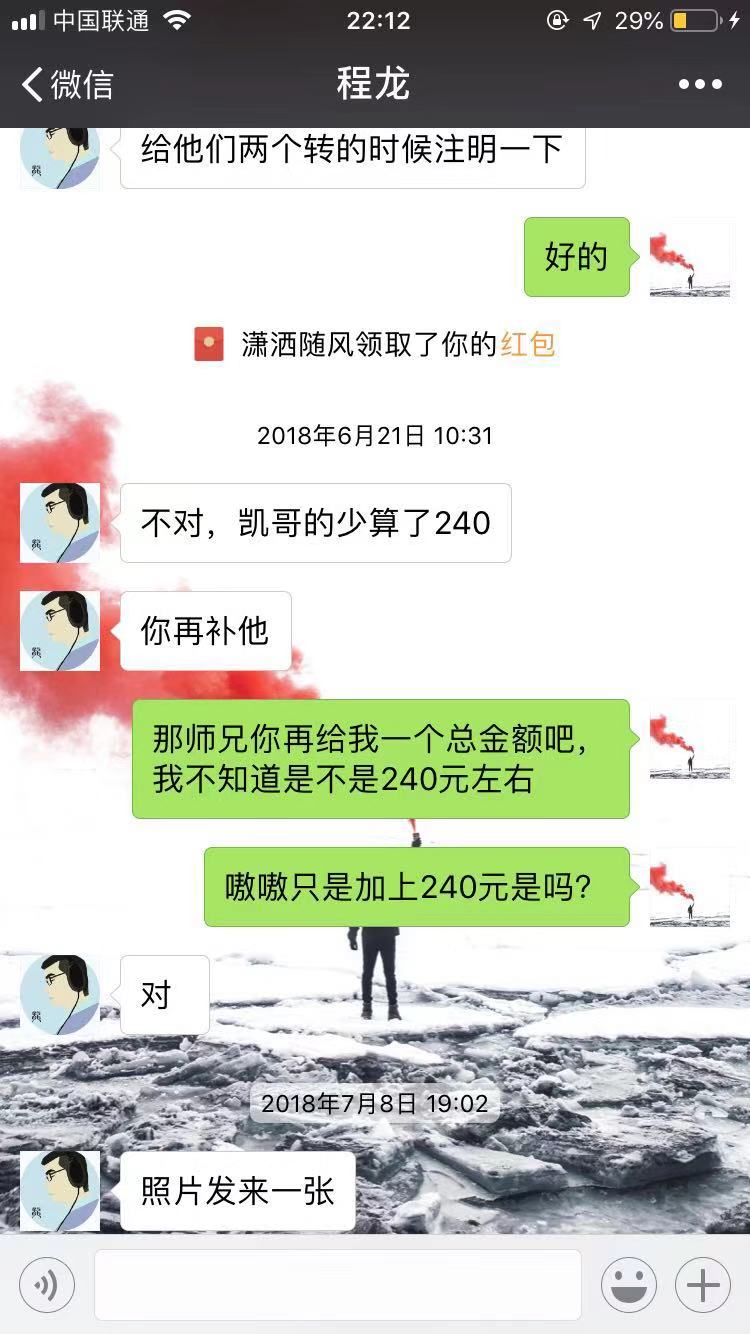 中国联通 22:12 29%
微信 程龙
给他们两个转的时候注明一下
好的
潇洒随风领取了你的红包
2018年6月21日 10:31
不对，凯哥的少算了240
你再补他
那师兄你再给我一个总金额吧，
我不知道是不是240元左右
嗷嗷只是加上240元是吗？
对
2018年7月8日 19:02
照片发来一张